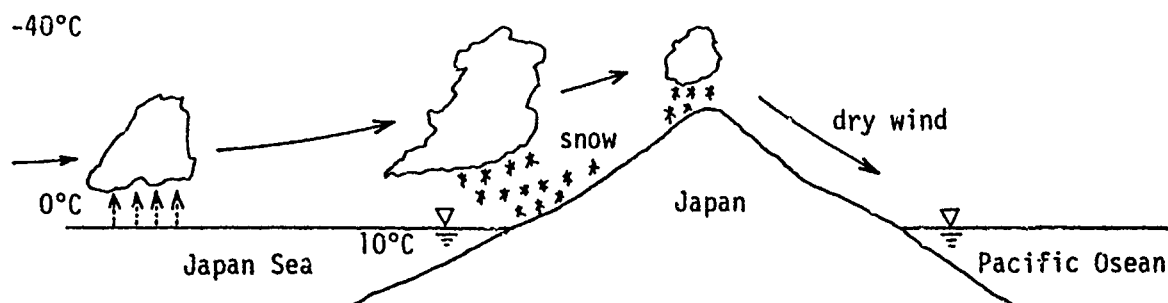 -40°C
snow
dry wind
0°C
Japan
10°C
Japan Sea
Pacific Osean